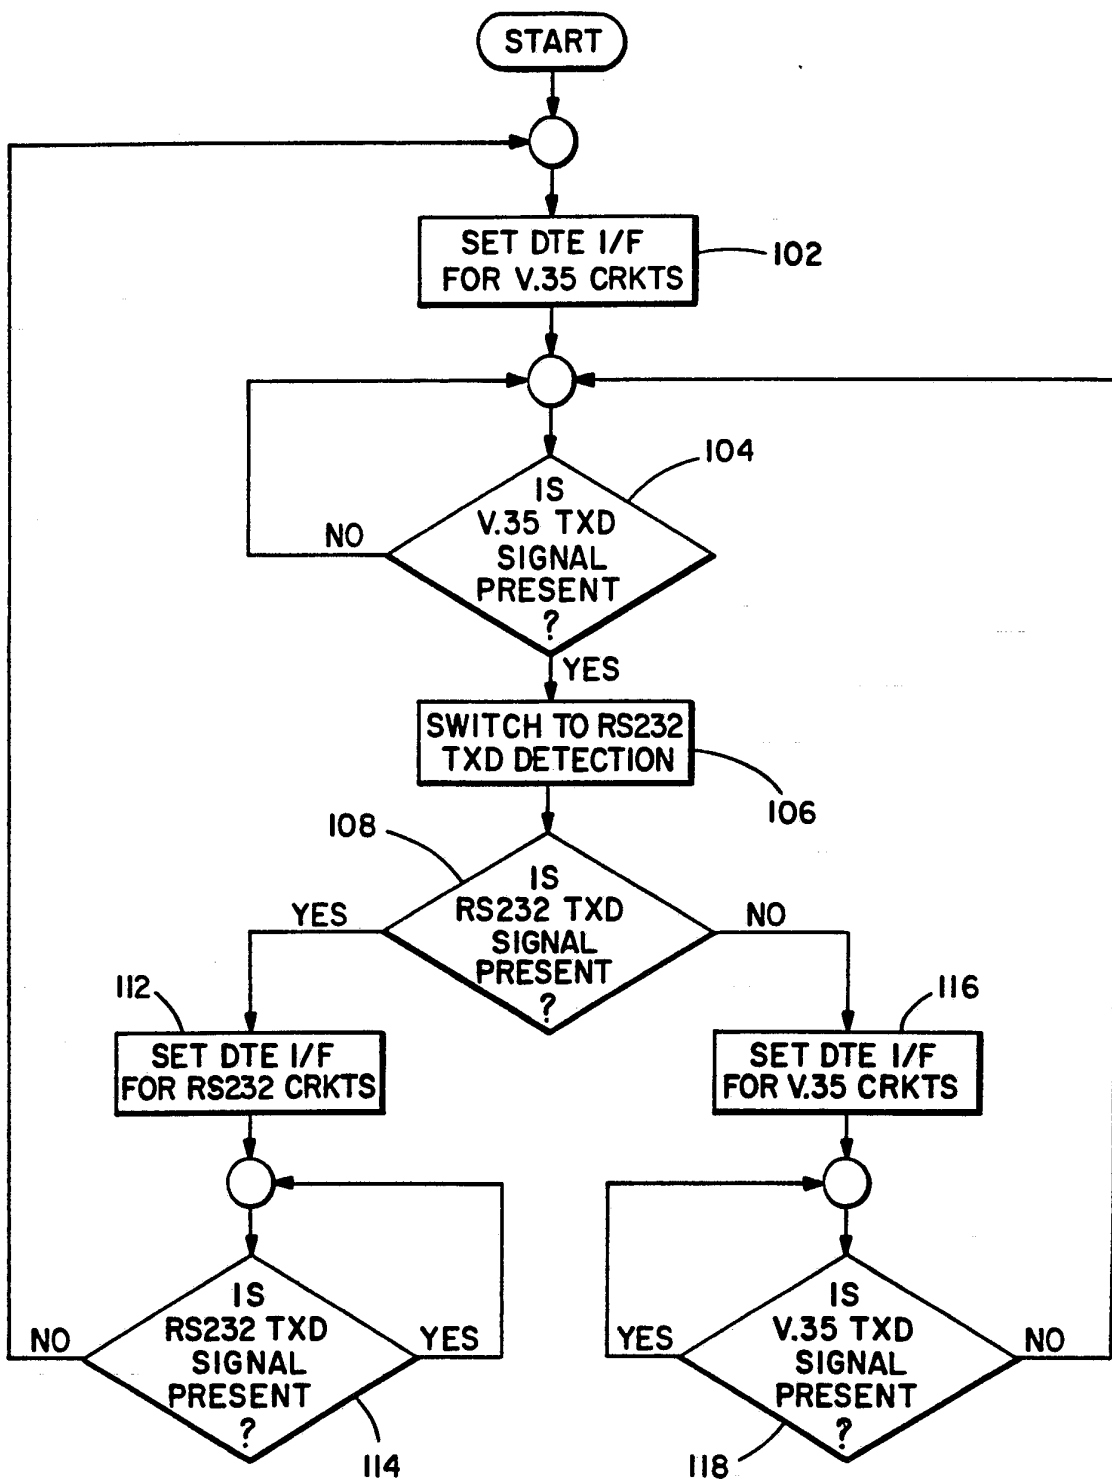 START
SET DTE I/F
FOR V.35 CRKTS
102
104
IS
V.35 TXD
SIGNAL
PRESENT
?
NO
YES
SWITCH TO RS232
TXD DETECTION
106
108
IS
RS232 TXD
SIGNAL
PRESENT
?
YES
NO
112
SET DTE I/F
FOR RS232 CRKTS
116
SET DTE I/F
FOR V.35 CRKTS
IS
RS232 TXD
SIGNAL
PRESENT
?
NO
YES
114
IS
V.35 TXD
SIGNAL
PRESENT
?
YES
NO
118